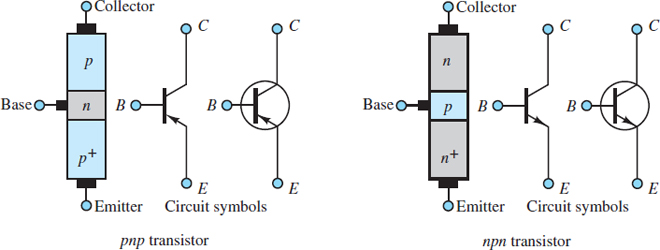 Collector
C
C
p
Base
n
B
B
p+
E
E
Emitter
Circuit symbols
pnp transistor
Collector
C
C
n
Base
p
B
B
n+
E
E
Emitter
Circuit symbols
npn transistor